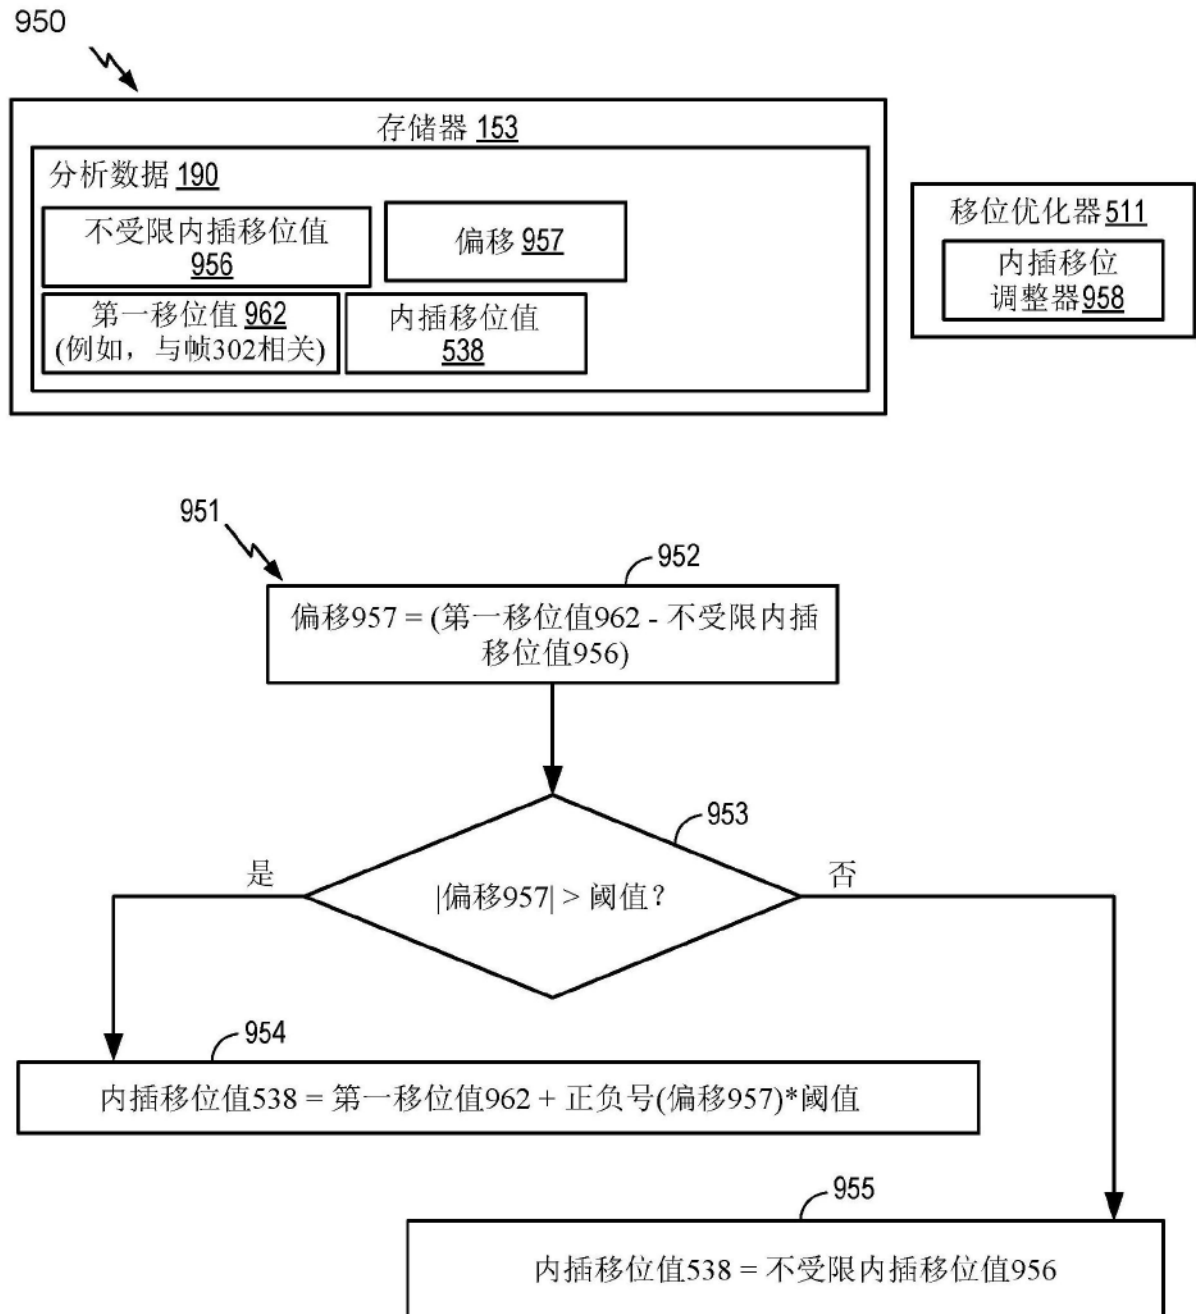 950
存储器 153
分析数据 190
不受限内插移位值
956
偏移 957
第一移位值 962
(例如，与帧302相关)
内插移位值
538
移位优化器511
内插移位
调整器958
951
952
偏移957 = (第一移位值962 - 不受限内插
移位值956)
953
是
|偏移957| > 阈值？
否
954
内插移位值538 = 第一移位值962 + 正负号(偏移957)*阈值
955
内插移位值538 = 不受限内插移位值956